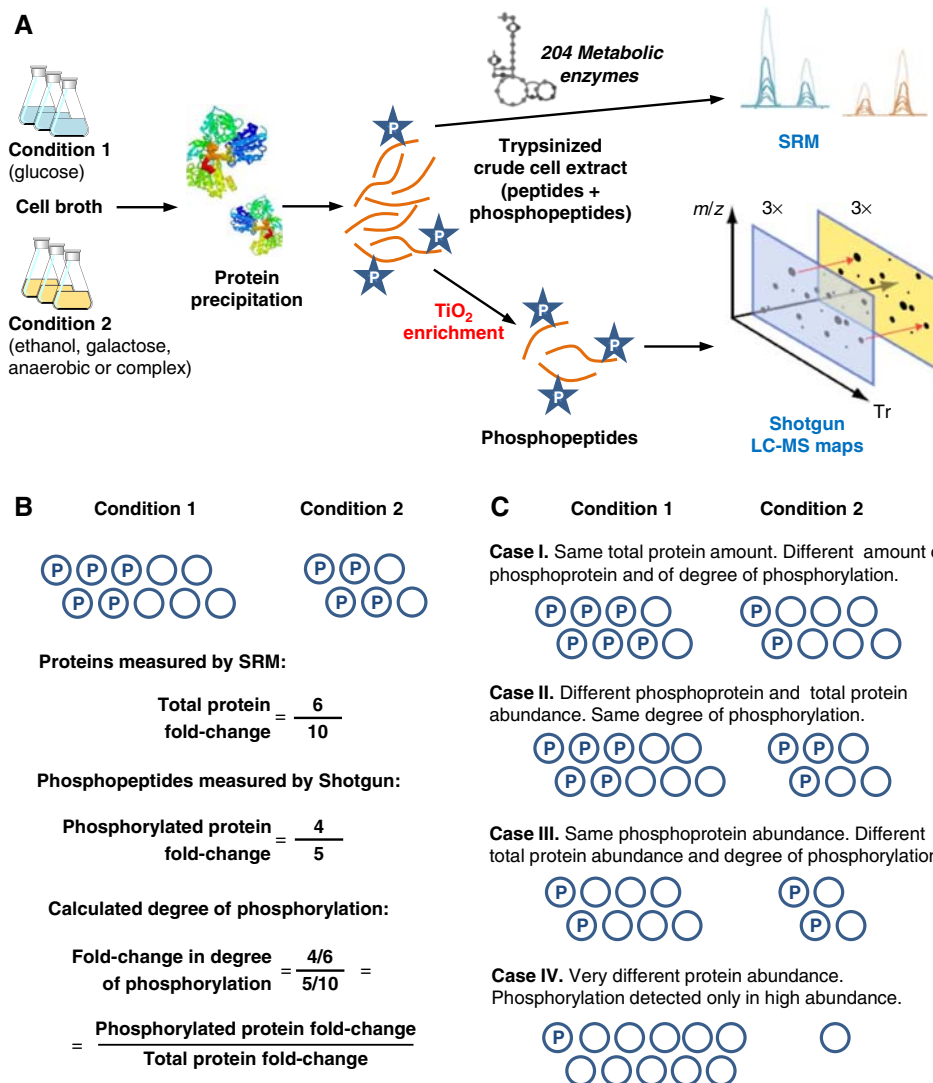 A
204 Metabolic
enzymes
Condition 1
(glucose)
Cell broth
Condition 2
(ethanol, galactose,
anaerobic or complex)
Protein
precipitation
P
P
P
Trypsinized
crude cell extract
(peptides +
phosphopeptides)
SRM
TiO2
enrichment
P
P
P
Phosphopeptides
m/z
3×
3×
Tr
Shotgun
LC-MS maps
B
Condition 1
Condition 2
P P P
P P
P P
P P
Proteins measured by SRM:
Total protein
fold-change
= 6
10
Phosphopeptides measured by Shotgun:
Phosphorylated protein
fold-change
= 4
5
Calculated degree of phosphorylation:
Fold-change in degree
of phosphorylation
= 4/6
5/10
=
= Phosphorylated protein fold-change
Total protein fold-change
C
Condition 1
Condition 2
Case I. Same total protein amount. Different amount
phosphoprotein and of degree of phosphorylation.
P P P
P P P
P
P
Case II. Different phosphoprotein and total protein
abundance. Same degree of phosphorylation.
P P P
P P
P P
P
Case III. Same phosphoprotein abundance. Different
total protein abundance and degree of phosphorylation
P
P
P
P
Case IV. Very different protein abundance.
Phosphorylation detected only in high abundance.
P